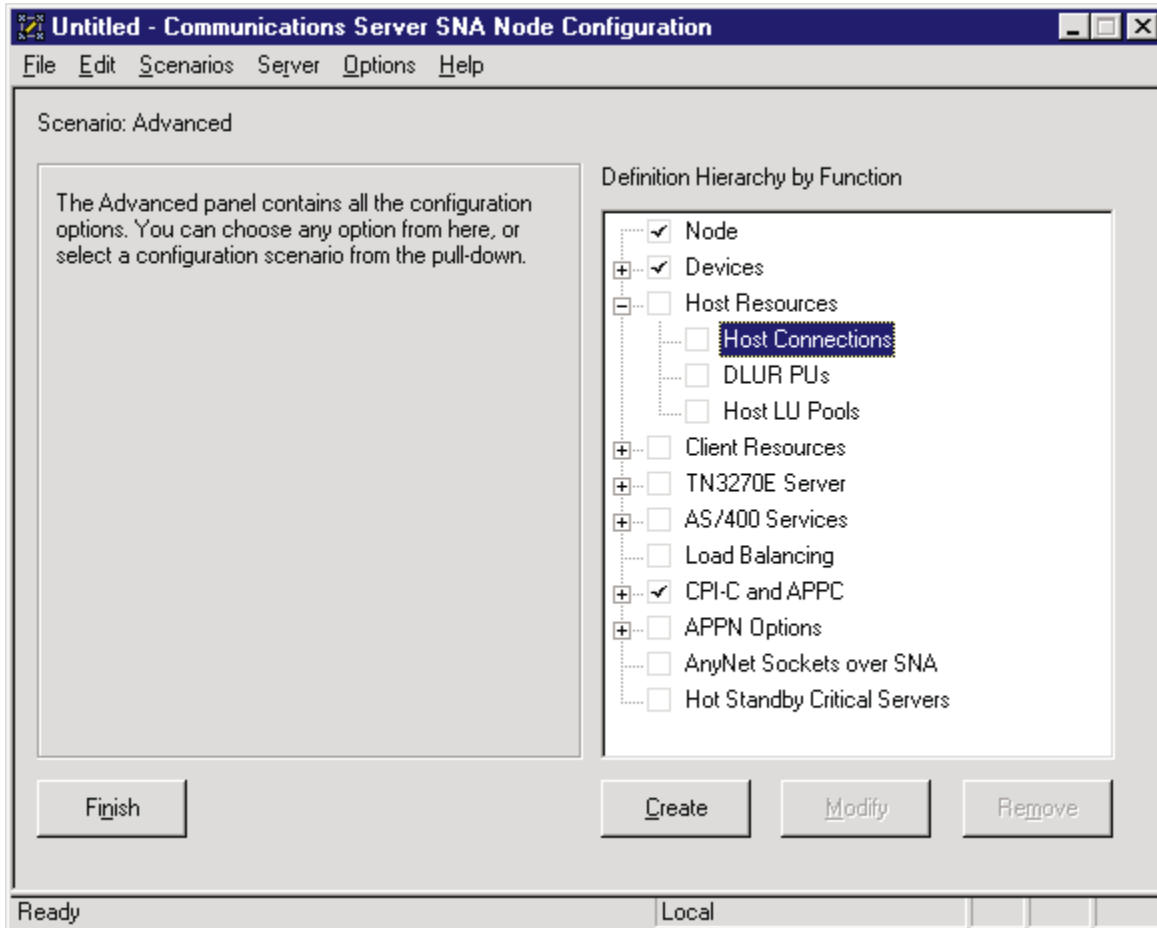 Untitled - Communications Server SNA Node Configuration
File Edit Scenarios Server Options Help
Scenario: Advanced
The Advanced panel contains all the configuration
options. You can choose any option from here, or
select a configuration scenario from the pull-down.
Definition Hierarchy by Function
Node
Devices
Host Resources
Host Connections
DLUR PUs
Host LU Pools
Client Resources
TN3270E Server
AS/400 Services
Load Balancing
CPI-C and APPC
APPN Options
AnyNet Sockets over SNA
Hot Standby Critical Servers
Finish
Create Modify Remove
Ready Local